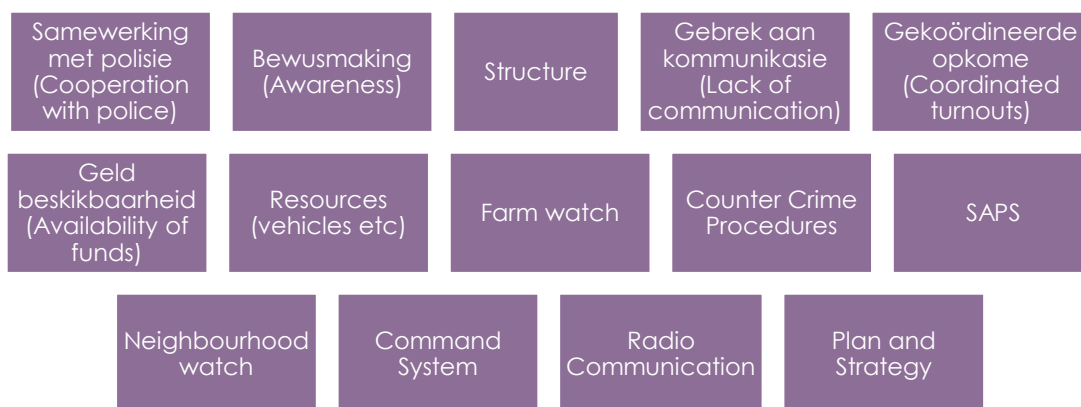 Samewerking
met polisie
(Cooperation
with police)
Bewusmaking
(Awareness)
Structure
Gebrek aan
kommunikasie
(Lack of
communication)
Gekoördineerde
opkome
(Coordinated
turnouts)
Geld
beskikbaarheid
(Availability of
funds)
Resources
(vehicles etc)
Farm watch
Counter Crime
Procedures
SAPS
Neighbourhood
watch
Command
System
Radio
Communication
Plan and
Strategy